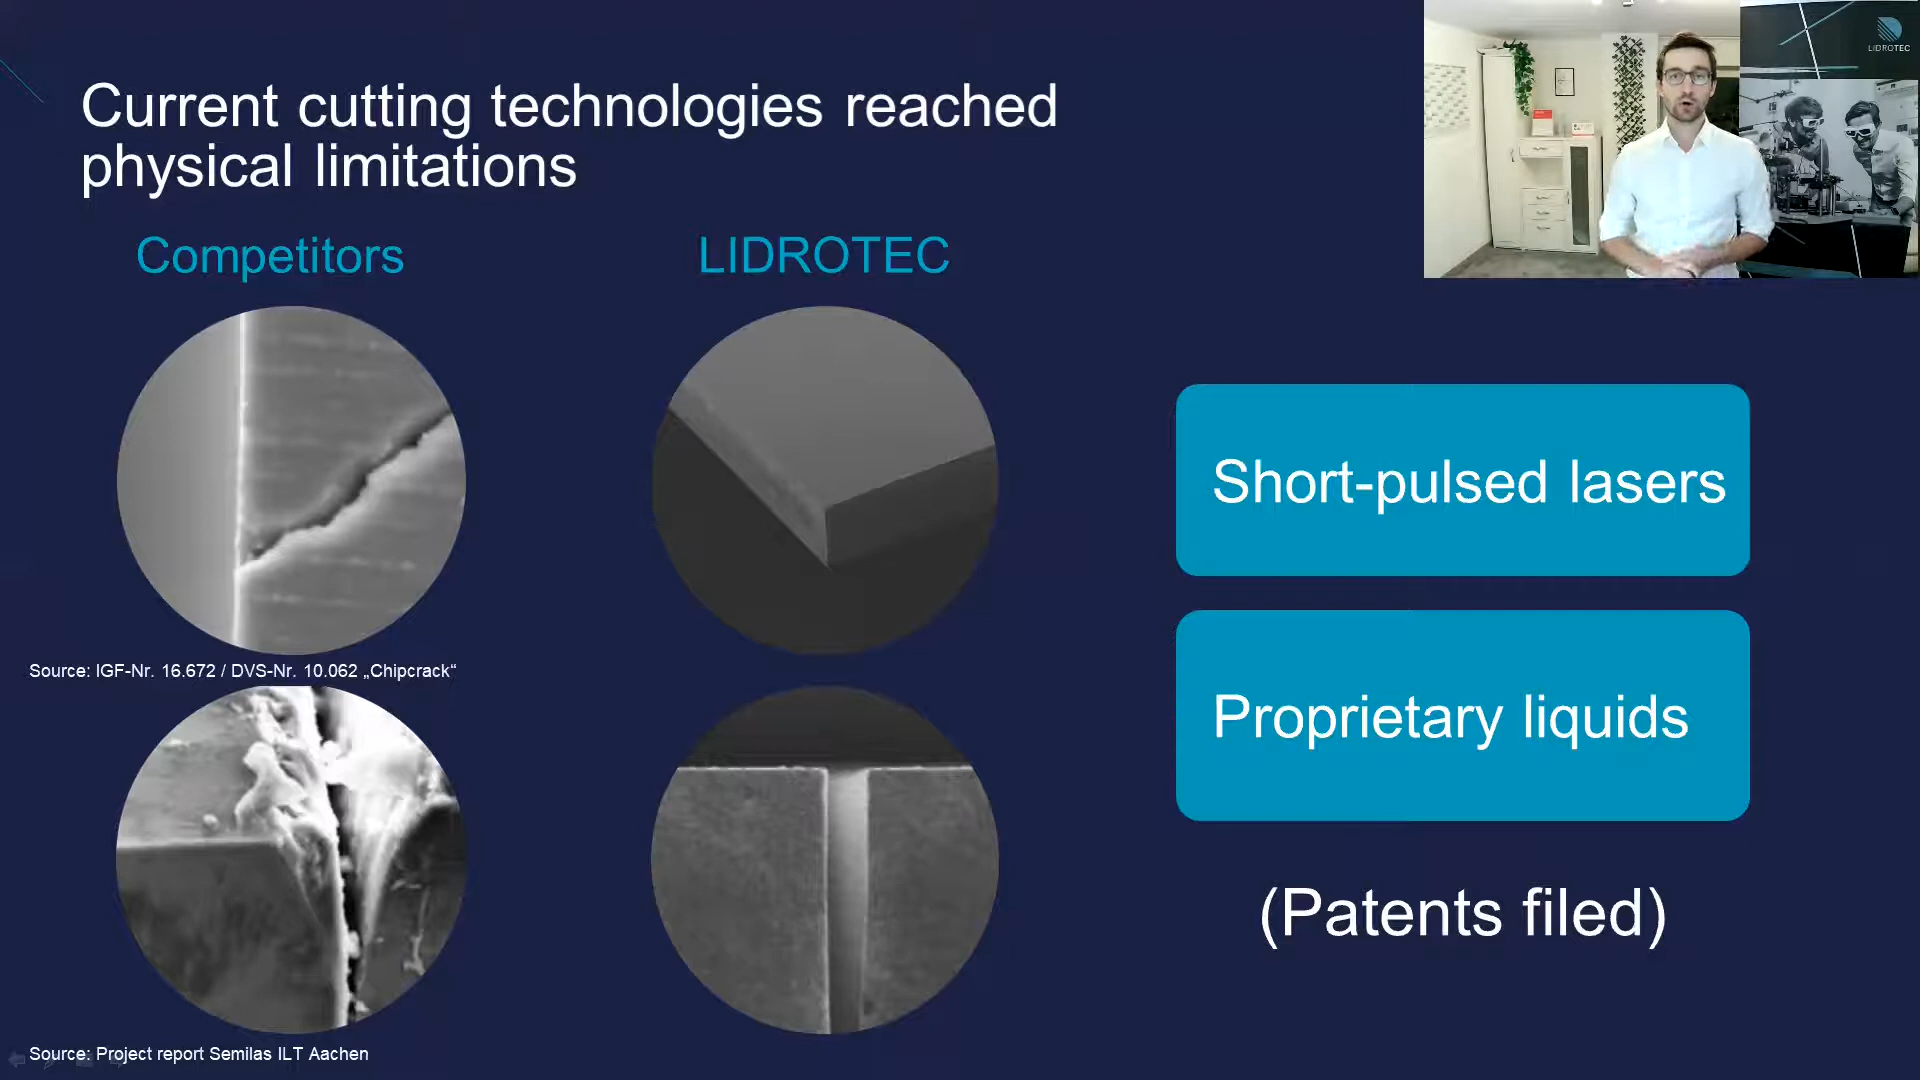 Current cutting technologies reached
physical limitations
LIDROTEC
Competitors
LIDROTEC
Short-pulsed lasers
Source: IGF-Nr. 16.672 / DVS-Nr. 10.062 „Chipcrack“
Proprietary liquids
(Patents filed)
Source: Project report Semilas ILT Aachen